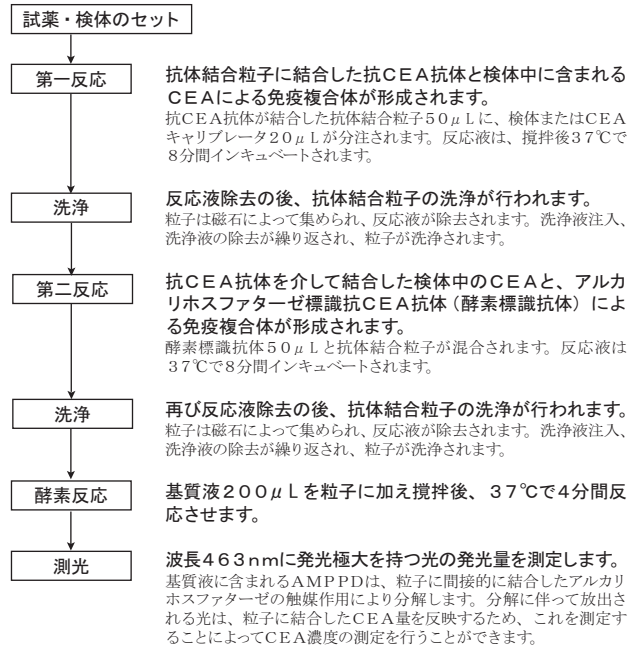 試薬・検体のセット
第一反応
抗体結合粒子に結合した抗CEA抗体と検体中に含まれる
CEAによる免疫複合体が形成されます。
抗CEA抗体が結合した抗体結合粒子50μLに、検体またはCEA
キャリブレータ20μLが分注されます。反応液は、撹拌後37℃で
8分間インキュベートされます。
洗浄
反応液除去の後、抗体結合粒子の洗浄が行われます。
粒子は磁石によって集められ、反応液が除去されます。洗浄液注入、
洗浄液の除去が繰り返され、粒子が洗浄されます。
第二反応
抗CEA抗体を介して結合した検体中のCEAと、アルカ
リホスファターゼ標識抗CEA抗体(酵素標識抗体)によ
る免疫複合体が形成されます。
酵素標識抗体50μLと抗体結合粒子が混合されます。反応液は
37℃で8分間インキュベートされます。
洗浄
再び反応液除去の後、抗体結合粒子の洗浄が行われます。
粒子は磁石によって集められ、反応液が除去されます。洗浄液注入、
洗浄液の除去が繰り返され、粒子が洗浄されます。
酵素反応
基質液200μLを粒子に加え撹拌後、37℃で4分間反
応させます。
測光
波長463nmに発光極大を持つ光の発光量を測定します。
基質液に含まれるAMPPDは、粒子に間接的に結合したアルカリ
ホスファターゼの触媒作用により分解します。分解に伴って放出さ
れる光は、粒子に結合したCEA量を反映するため、これを測定す
ることによってCEA濃度の測定を行うことができます。